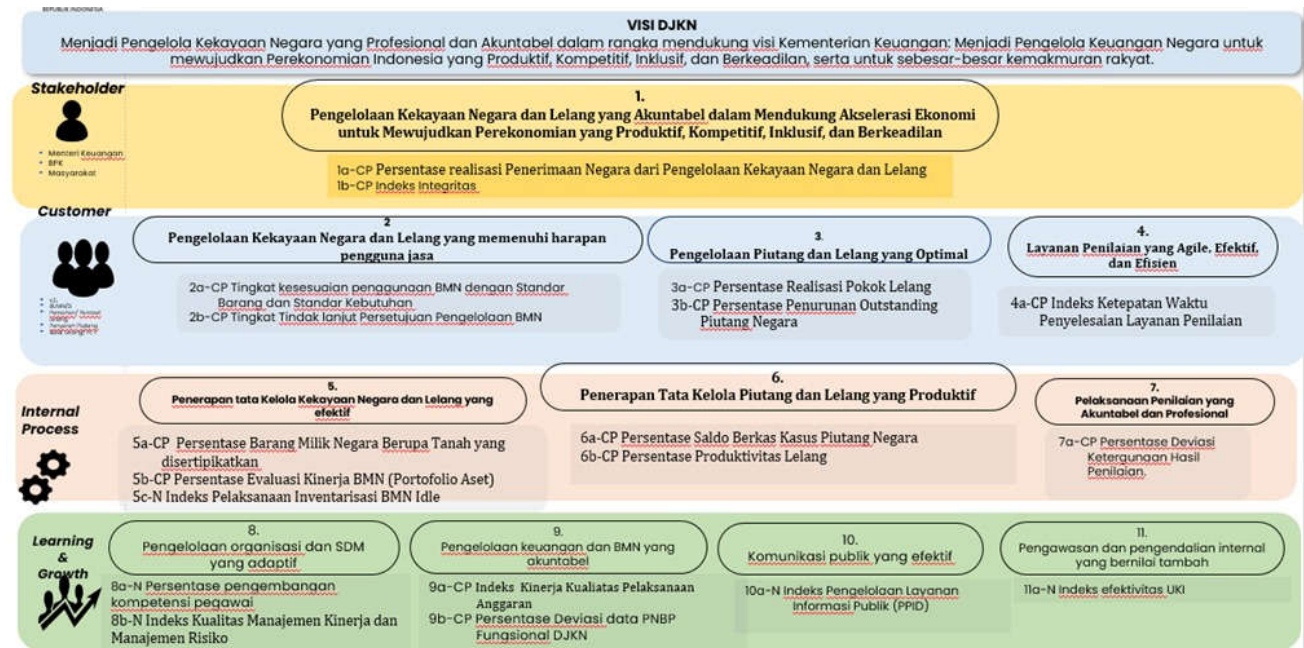 REPUBLIK INDONESIA
VISI DJKN
Menjadi Pengelola Kekayaan Negara yang Profesional dan Akuntabel dalam rangka mendukung visi Kementerian Keuangan: Menjadi Pengelola Keuangan Negara untuk
mewujudkan Perekonomian Indonesia yang Produktif, Kompetitif, Inklusif, dan Berkeadilan, serta untuk sebesar-besar kemakmuran rakyat.
Stakeholder
• Menteri Keuangan
• BPK
• Masyarakat
1.
Pengelolaan Kekayaan Negara dan Lelang yang Akuntabel dalam Mendukung Akselerasi Ekonomi
untuk Mewujudkan Perekonomian yang Produktif, Kompetitif, Inklusif, dan Berkeadilan
1a-CP Persentase realisasi Penerimaan Negara dari Pengelolaan Kekayaan Negara dan Lelang
1b-CP Indeks Integritas
Customer
2
Pengelolaan Kekayaan Negara dan Lelang yang memenuhi harapan
pengguna jasa
2a-CP Tingkat kesesuaian penggunaan BMN dengan Standar
Barang dan Standar Kebutuhan
2b-CP Tingkat Tindak lanjut Persetujuan Pengelolaan BMN
3.
Pengelolaan Piutang dan Lelang yang Optimal
3a-CP Persentase Realisasi Pokok Lelang
3b-CP Persentase Penurunan Outstanding
Piutang Negara
4.
Layanan Penilaian yang Agile, Efektif,
dan Efisien
4a-CP Indeks Ketepatan Waktu
Penyelesaian Layanan Penilaian
Internal
Process
5.
Penerapan tata Kelola Kekayaan Negara dan Lelang yang
efektif
5a-CP Persentase Barang Milik Negara Berupa Tanah yang
disertipikatkan
5b-CP Persentase Evaluasi Kinerja BMN (Portofolio Aset)
5c-N Indeks Pelaksanaan Inventarisasi BMN Idle
6.
Penerapan Tata Kelola Piutang dan Lelang yang Produktif
6a-CP Persentase Saldo Berkas Kasus Piutang Negara
6b-CP Persentase Produktivitas Lelang
7.
Pelaksanaan Penilaian yang
Akuntabel dan Profesional
7a-CP Persentase Deviasi
Ketergunaan Hasil
Penilaian.
Learning
&
Growth
8.
Pengelolaan organisasi dan SDM
yang adaptif
8a-N Persentase pengembangan
kompetensi pegawai
8b-N Indeks Kualitas Manajemen Kinerja dan
Manajemen Risiko
9.
Pengelolaan keuangan dan BMN yang
akuntabel
9a-CP Indeks Kinerja Kualiatas Pelaksanaan
Anggaran
9b-CP Persentase Deviasi data PNBP
Fungsional DJKN
10.
Komunikasi publik yang efektif
10a-N Indeks Pengelolaan Layanan
Informasi Publik (PPID)
11.
Pengawasan dan pengendalian internal
yang bernilai tambah
11a-N Indeks efektivitas UKI